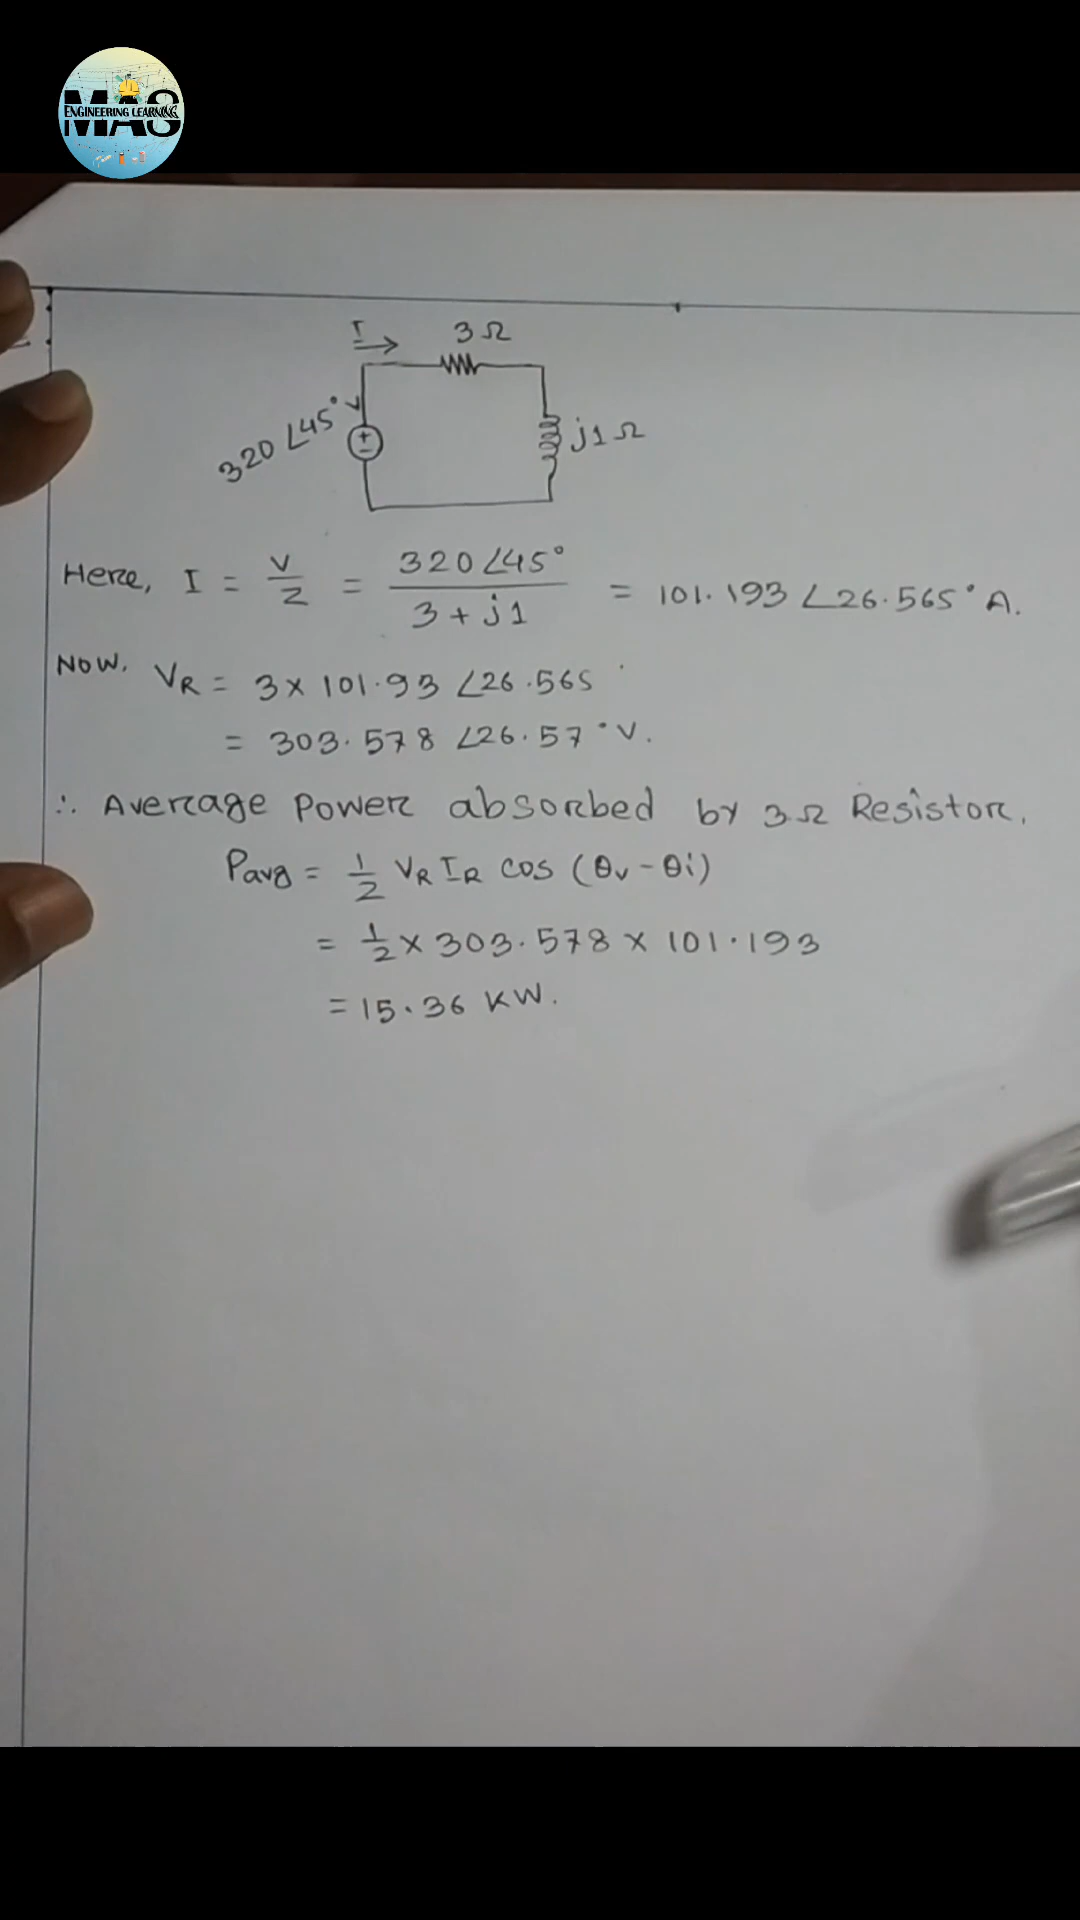 MAS
ENGINEERING LEARNING
I
3 Ω
320 ∠45° V
+
−
j1 Ω
Here, I = V/Z = 320 ∠45° / 3 + j1 = 101.193 ∠26.565° A.
NOW, VR = 3 × 101.93 ∠26.565°
= 303.578 ∠26.57° V.
∴ Average Power absorbed by 3Ω Resistor,
Pavg = 1/2 VR IR cos (θv - θi)
= 1/2 × 303.578 × 101.193
= 15.36 KW.